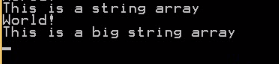 This is a string array
World!
This is a big string array